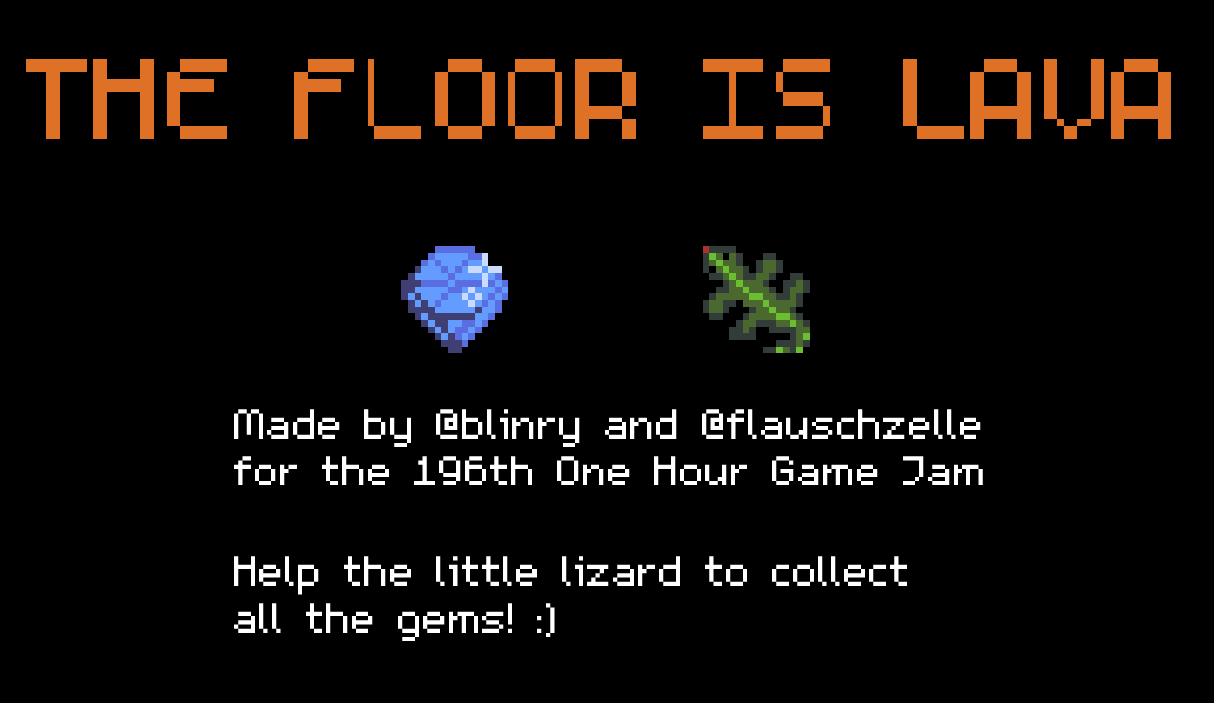 THE FLOOR IS LAVA
Made by @blinry and @flauschzelle
for the 196th One Hour Game Jam
Help the little lizard to collect
all the gems! :)